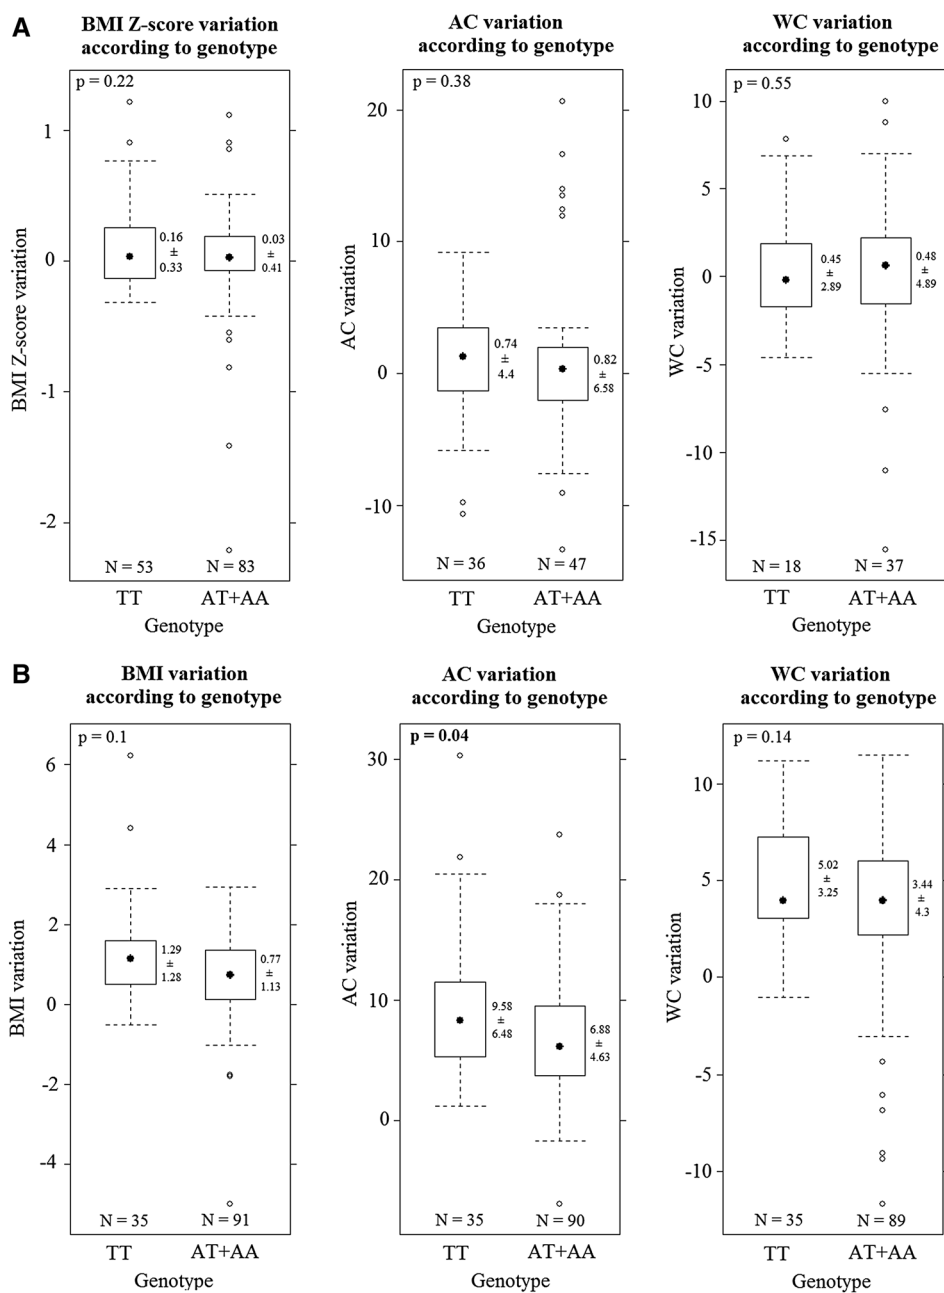 A
BMI Z-score variation
according to genotype
p = 0.22
BMI Z-score variation
1
0
-1
-2
0.16
±
0.33
0.03
±
0.41
N = 53
N = 83
TT
AT+AA
Genotype
AC variation
according to genotype
p = 0.38
AC variation
20
10
0
-10
0.74
±
4.4
0.82
±
6.58
N = 36
N = 47
TT
AT+AA
Genotype
WC variation
according to genotype
p = 0.55
WC variation
10
5
0
-5
-10
-15
0.45
±
2.89
0.48
±
4.89
N = 18
N = 37
TT
AT+AA
Genotype
B
BMI variation
according to genotype
p = 0.1
BMI variation
6
4
2
0
-2
-4
1.29
±
1.28
0.77
±
1.13
N = 35
N = 91
TT
AT+AA
Genotype
AC variation
according to genotype
p = 0.04
AC variation
30
20
10
0
9.58
±
6.48
6.88
±
4.63
N = 35
N = 90
TT
AT+AA
Genotype
WC variation
according to genotype
p = 0.14
WC variation
10
5
0
-5
-10
5.02
±
3.25
3.44
±
4.3
N = 35
N = 89
TT
AT+AA
Genotype